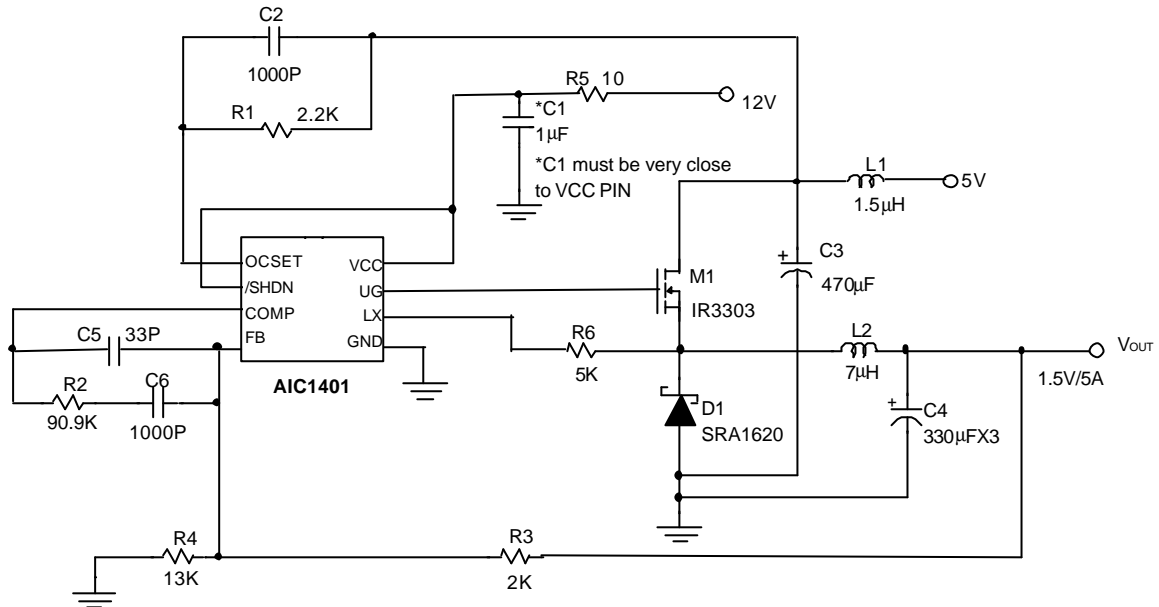 C2
1000P
R1 2.2K
R5 10
12V
*C1
1µF
*C1 must be very close
to VCC PIN
L1
5V
1.5µH
OCSET
/SHDN
COMP
FB
VCC
UG
LX
GND
AIC1401
M1
IR3303
C3
470µF
C5 33P
R2
90.9K
C6
1000P
R6
5K
L2
7µH
VOUT
1.5V/5A
D1
SRA1620
C4
330µFX3
R4
13K
R3
2K